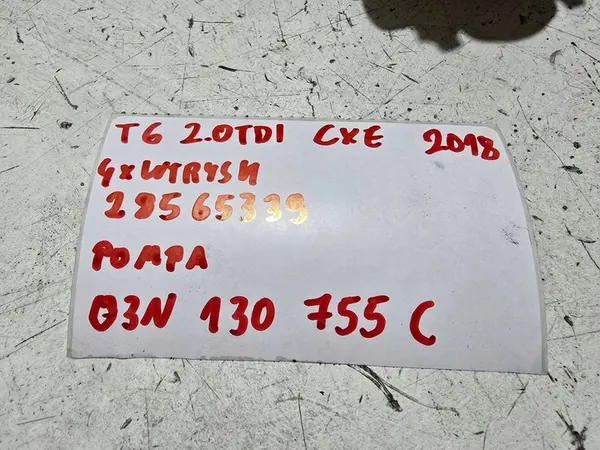 T6 2.0TDI CXE 2018
4xWTRYSK
28565339
POMPA
03N 130 755 C